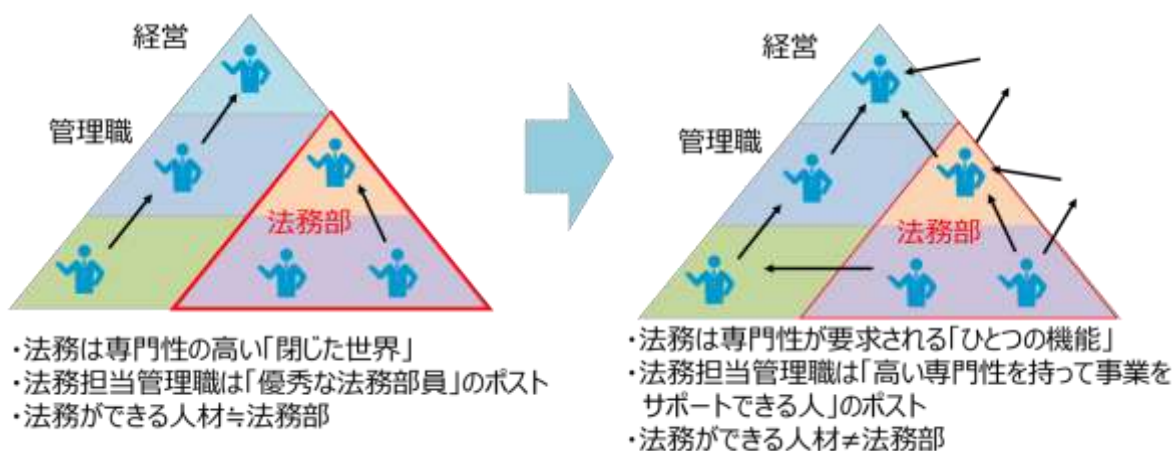 経営
管理職
法務部
・法務は専門性の高い「閉じた世界」
・法務担当管理職は「優秀な法務部員」のポスト
・法務ができる人材≒法務部
経営
管理職
法務部
・法務は専門性が要求される「ひとつの機能」
・法務担当管理職は「高い専門性を持って事業を
サポートできる人」のポスト
・法務ができる人材≠法務部